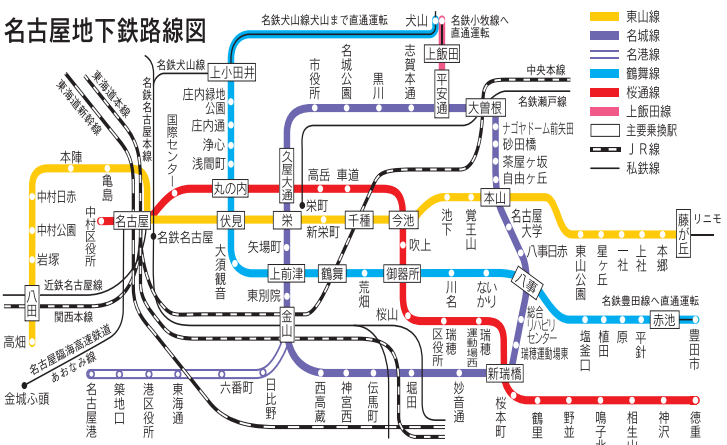 名古屋地下鉄路線図
名鉄犬山線犬山まで直通運転
犬山
名鉄小牧線へ
直通運転
東山線
名城線
名港線
鶴舞線
桜通線
上飯田線
主要乗換駅
ＪＲ線
私鉄線
東海道本線
東海道新幹線
名鉄名古屋本線
名鉄犬山線
上小田井
庄内緑地
公園
庄内通
浄心
浅間町
国際センター
市役所
名城公園
黒川
志賀本通
上飯田
平安通
大曽根
中央本線
名鉄瀬戸線
ナゴヤドーム前矢田
砂田橋
茶屋ヶ坂
自由ヶ丘
本陣
亀島
中村日赤
中村公園
岩塚
八田
高畑
中村区役所
名古屋
名鉄名古屋
丸の内
久屋大通
高岳
車道
伏見
栄
栄町
新栄町
千種
今池
池下
覚王山
本山
名古屋
大学
東山公園
星ヶ丘
一社
上社
本郷
藤が丘
リニモ
八事日赤
八事
吹上
大須観音
矢場町
上前津
東別院
金山
鶴舞
荒畑
御器所
川名
いりなか
桜山
近鉄名古屋線
関西本線
名古屋臨海高速鉄道
あおなみ線
金城ふ頭
名鉄豊田線へ直通運転
総合
リハビリ
センター
瑞穂運動場東
塩釜口
植田
原
平針
赤池
豊田市
瑞穂区役所
瑞穂運動場西
新瑞橋
名古屋港
築地口
港区役所
東海通
六番町
日比野
西高蔵
神宮西
伝馬町
堀田
妙音通
桜本町
鶴里
野並
鳴子北
相生山
神沢
徳重